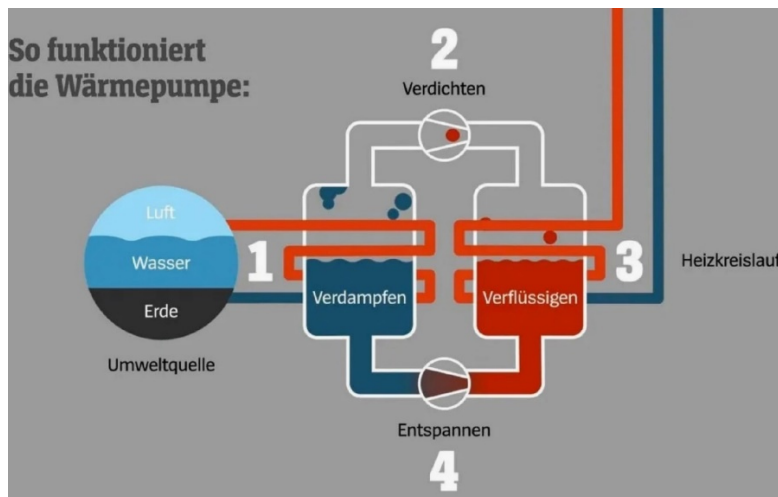 So funktioniert
die Wärmepumpe:
2
Verdichten
Luft
Wasser
Erde
Umweltquelle
1
Verdampfen
Verflüssigen
3
Heizkreislauf
Entspannen
4